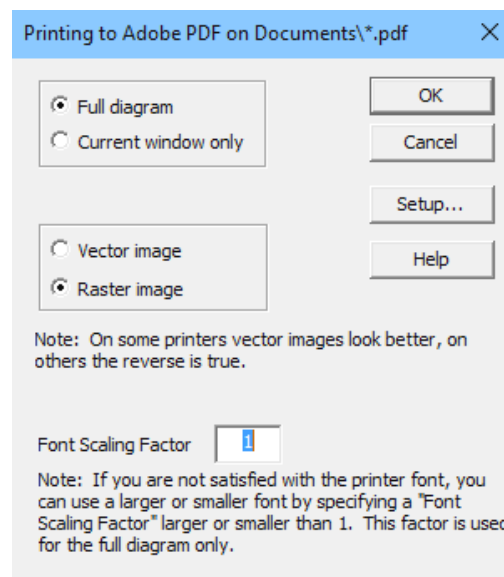 Printing to Adobe PDF on Documents\*.pdf
Full diagram
Current window only
OK
Cancel
Setup...
Vector image
Raster image
Help
Note: On some printers vector images look better, on
others the reverse is true.
Font Scaling Factor 1
Note: If you are not satisfied with the printer font, you
can use a larger or smaller font by specifying a "Font
Scaling Factor" larger or smaller than 1. This factor is used
for the full diagram only.